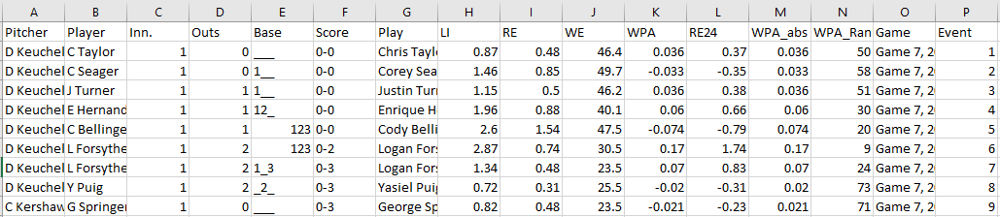 A B C D E F G H I J K L M N O P
Pitcher Player Inn. Outs Base Score Play LI RE WE WPA RE24 WPA_abs WPA_Ran Game Event
D Keuchel C Taylor 1 0 ___ 0-0 Chris Tayl 0.87 0.48 46.4 0.036 0.37 0.036 50 Game 7, 2 1
D Keuchel C Seager 1 0 1__ 0-0 Corey Sea 1.46 0.85 49.7 -0.033 -0.35 0.033 58 Game 7, 2 2
D Keuchel J Turner 1 1 1__ 0-0 Justin Tur 1.15 0.5 46.2 0.036 0.38 0.036 51 Game 7, 2 3
D Keuchel E Hernand 1 1 12_ 0-0 Enrique H 1.96 0.88 40.1 0.06 0.66 0.06 30 Game 7, 2 4
D Keuchel C Bellinge 1 1 123 0-0 Cody Belli 2.6 1.54 47.5 -0.074 -0.79 0.074 20 Game 7, 2 5
D Keuchel L Forsythe 1 2 123 0-2 Logan For 2.87 0.74 30.5 0.17 1.74 0.17 9 Game 7, 2 6
D Keuchel L Forsythe 1 2 1_3 0-3 Logan For 1.34 0.48 23.5 0.07 0.83 0.07 24 Game 7, 2 7
D Keuchel Y Puig 1 2 _2_ 0-3 Yasiel Pui 0.72 0.31 25.5 -0.02 -0.31 0.02 73 Game 7, 2 8
C Kershaw G Springer 1 0 ___ 0-3 George Sp 0.82 0.48 23.5 -0.021 -0.23 0.021 71 Game 7, 2 9